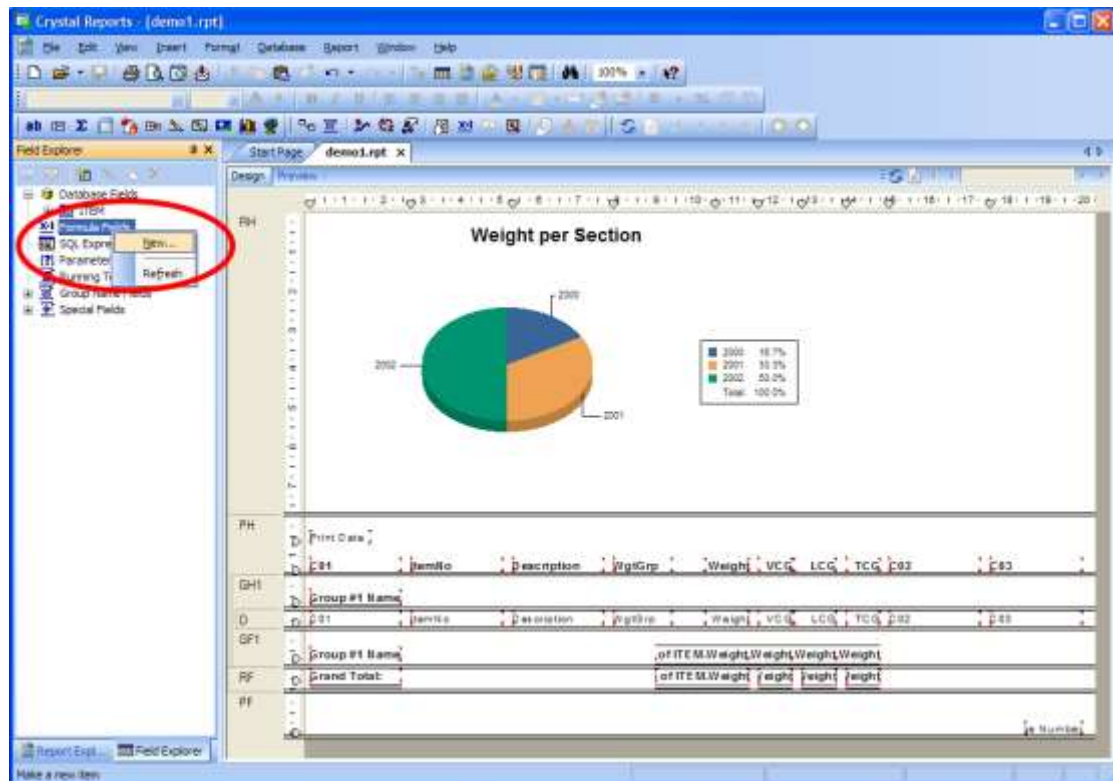 Crystal Reports - [demo1.rpt]
File Edit View Insert Format Database Report Window Help
100%
Field Explorer
Start Page demo1.rpt
Design Preview
Database Fields
ITEM
Formula Fields
SQL Expre
Parameter
Running T
Group Name Fields
Special Fields
New...
Refresh
RH
Weight per Section
2000
2002
2001
2000 16.7%
2001 33.3%
2002 50.0%
Total: 100.0%
PH
Print Date
C01 ItemNo Description WgtGrp Weight VCG LCG TCG C02 C03
GH1
Group #1 Name
D
C01 ItemNo Description WgtGrp Weigh VCG LCG TCG C02 C03
GF1
Group #1 Name of ITEM.Weight Weight Weight Weight
RF
Grand Total: of ITEM.Weight
PF
e Number
Report Expl... Field Explorer
Make a new item